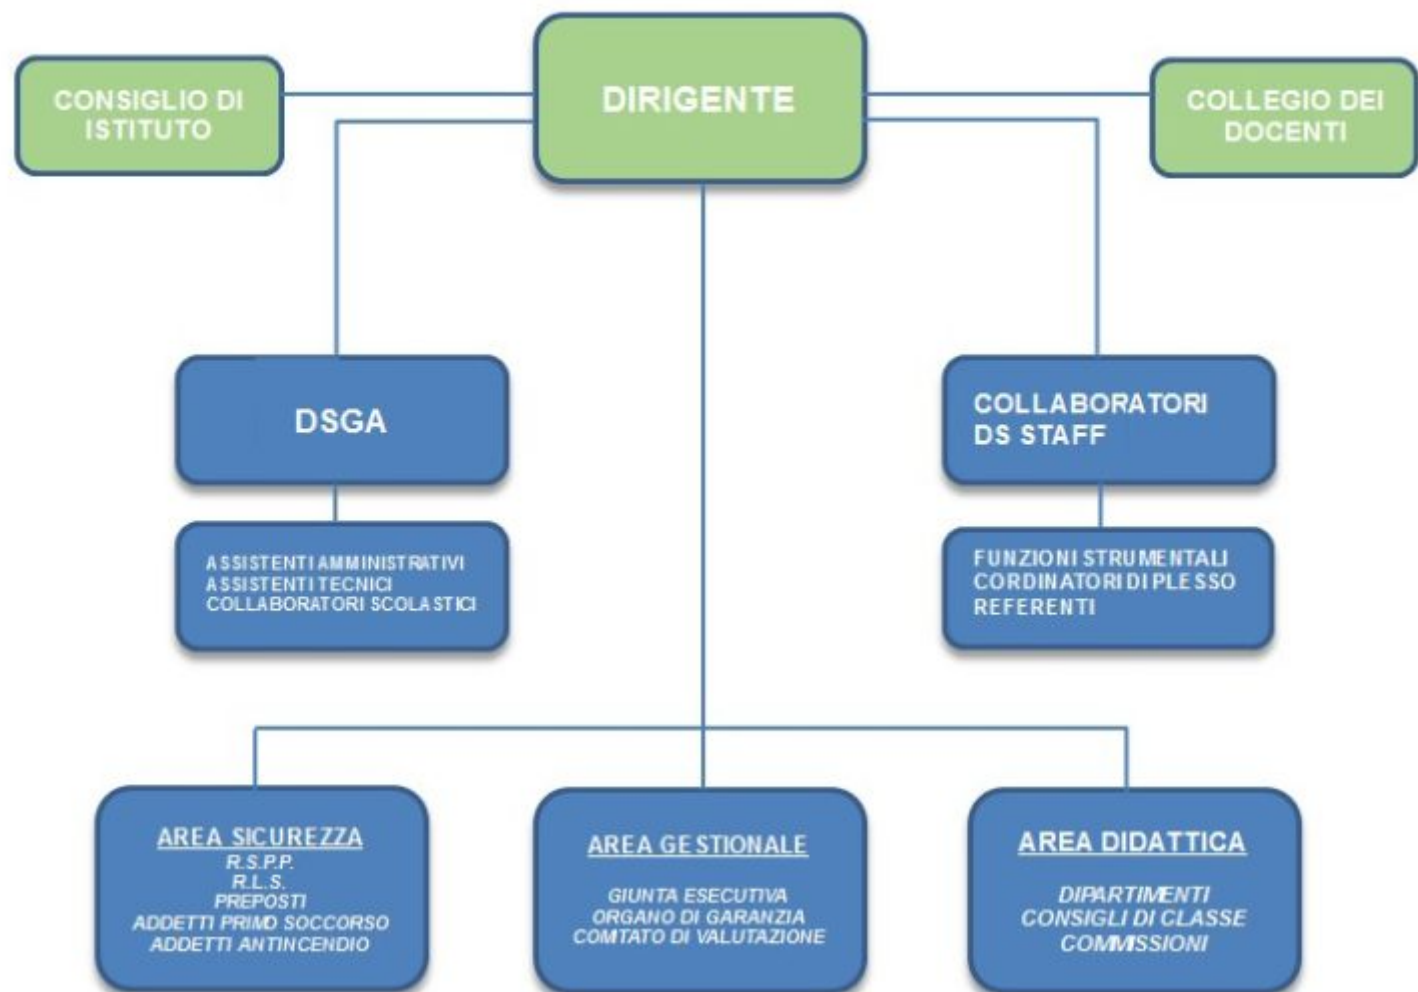 CONSIGLIO DI
ISTITUTO
DIRIGENTE
COLLEGIO DEI
DOCENTI
DSGA
COLLABORATORI
DS STAFF
ASSISTENTI AMMINISTRATIVI
ASSISTENTI TECNICI
COLLABORATORI SCOLASTICI
FUNZIONI STRUMENTALI
CORDINATORI DI PLESSO
REFERENTI
AREA SICUREZZA
R.S.P.P.
R.L.S.
PREPOSTI
ADDETTI PRIMO SOCCORSO
ADDETTI ANTINCENDIO
AREA GESTIONALE
GIUNTA ESECUTIVA
ORGANO DI GARANZIA
COMTATO DI VALUTAZIONE
AREA DIDATTICA
DIPARTIMENTI
CONSIGLI DI CLASSE
COMMISSIONI